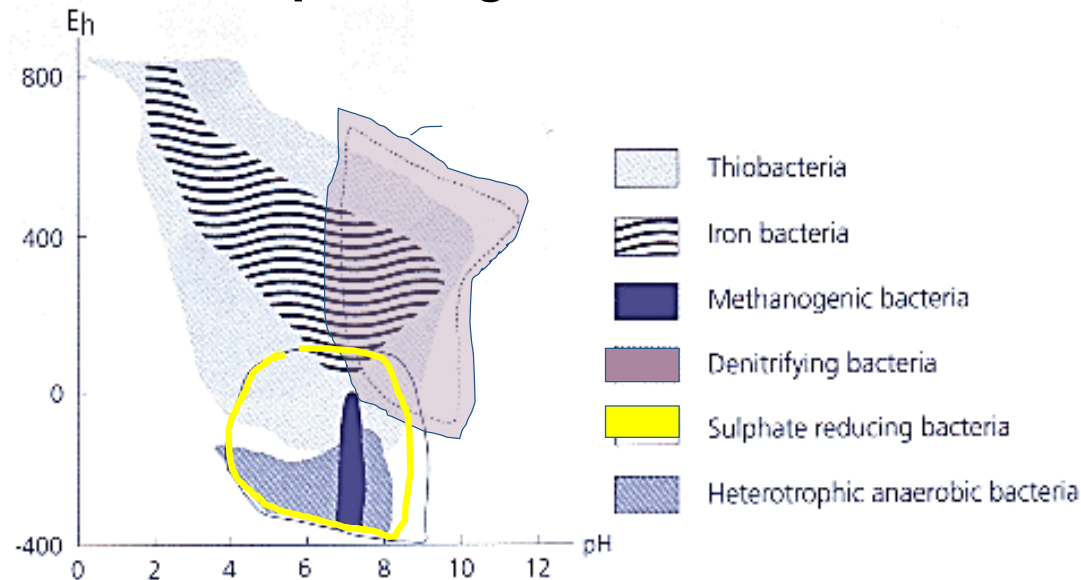 Eh
800
400
0
-400
0 2 4 6 8 10 12
pH
Thiobacteria
Iron bacteria
Methanogenic bacteria
Denitrifying bacteria
Sulphate reducing bacteria
Heterotrophic anaerobic bacteria